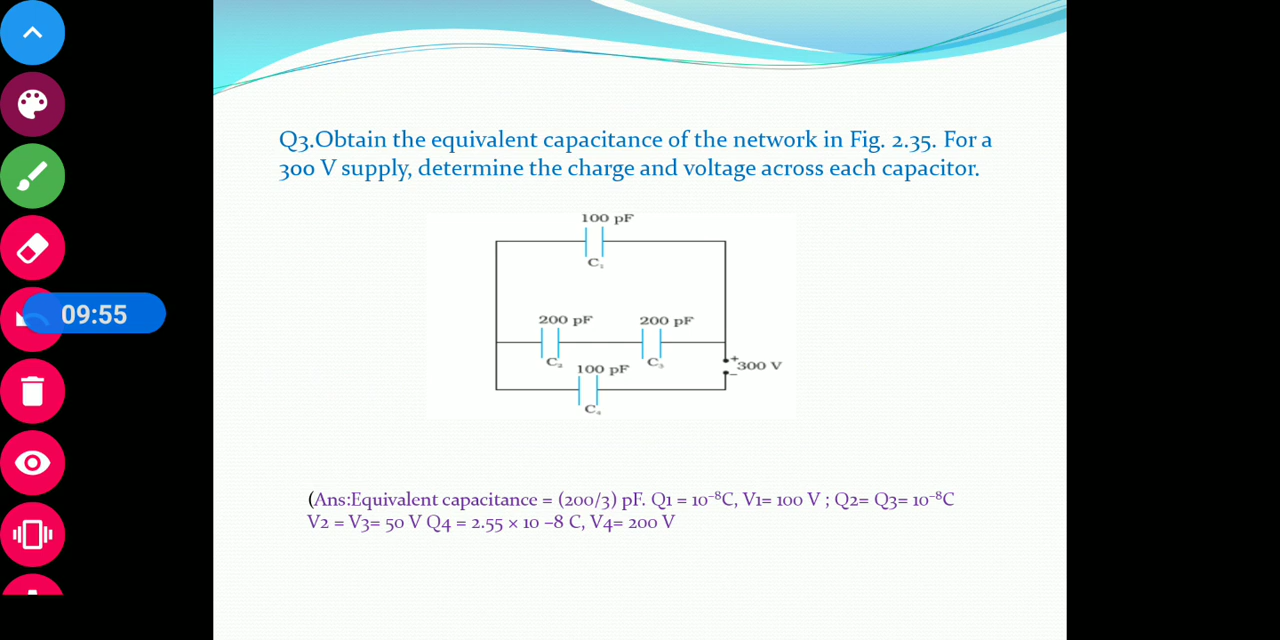 Q3.Obtain the equivalent capacitance of the network in Fig. 2.35. For a
300 V supply, determine the charge and voltage across each capacitor.
100 pF
C₁
200 pF
200 pF
C₂
C₃
+
300 V
−
100 pF
C₄
09:55
(Ans:Equivalent capacitance = (200/3) pF. Q1 = 10⁻⁸C, V1= 100 V ; Q2= Q3= 10⁻⁸C
V2 = V3= 50 V Q4 = 2.55 × 10 –8 C, V4= 200 V